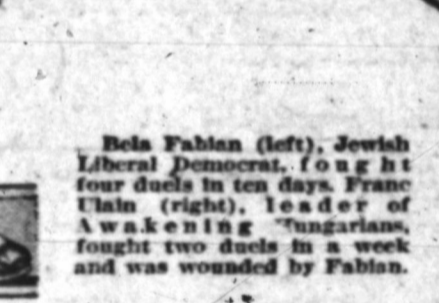 Bela Fabian (left), Jewish
Liberal Democrat, fought
four duels in ten days. Franc
Ulain (right), leader of
Awakening Hungarians,
fought two duels in a week
and was wounded by Fabian.